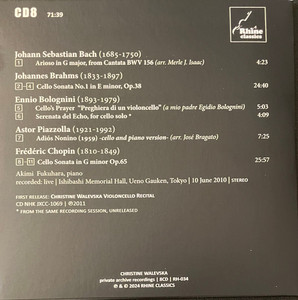 CD8 71:39
Rhine
classics
Johann Sebastian Bach (1685-1750)
1 Arioso in G major, from Cantata BWV 156 (arr. Merle J. Isaac) 4:23
Johannes Brahms (1833-1897)
2-4 Cello Sonata No.1 in E minor, Op.38 24:40
Ennio Bolognini (1893-1979)
5 Cello's Prayer "Preghiera di un violoncello" (a mio padre Egidio Bolognini) 5:03
6 Serenata del Echo, for cello solo *
Astor Piazzolla (1921-1992)
7 Adiós Nonino (1959) -cello and piano version- (arr. José Bragato) 7:25
Frédéric Chopin (1810-1849)
8-11 Cello Sonata in G minor Op.65 25:57
Akimi Fukuhara, piano
recorded: live | Ishibashi Memorial Hall, Ueno Gauken, Tokyo | 10 June 2010 | STEREO
FIRST RELEASE: CHRISTINE WALEVSKA VIOLONCELLO RECITAL
CD NHK JXCC-1069 | ℗2011
* FROM THE SAME RECORDING SESSION, UNRELEASED
CHRISTINE WALEVSKA
private archive recordings | 8CD | RH-034
℗ & © 2024 RHINE CLASSICS